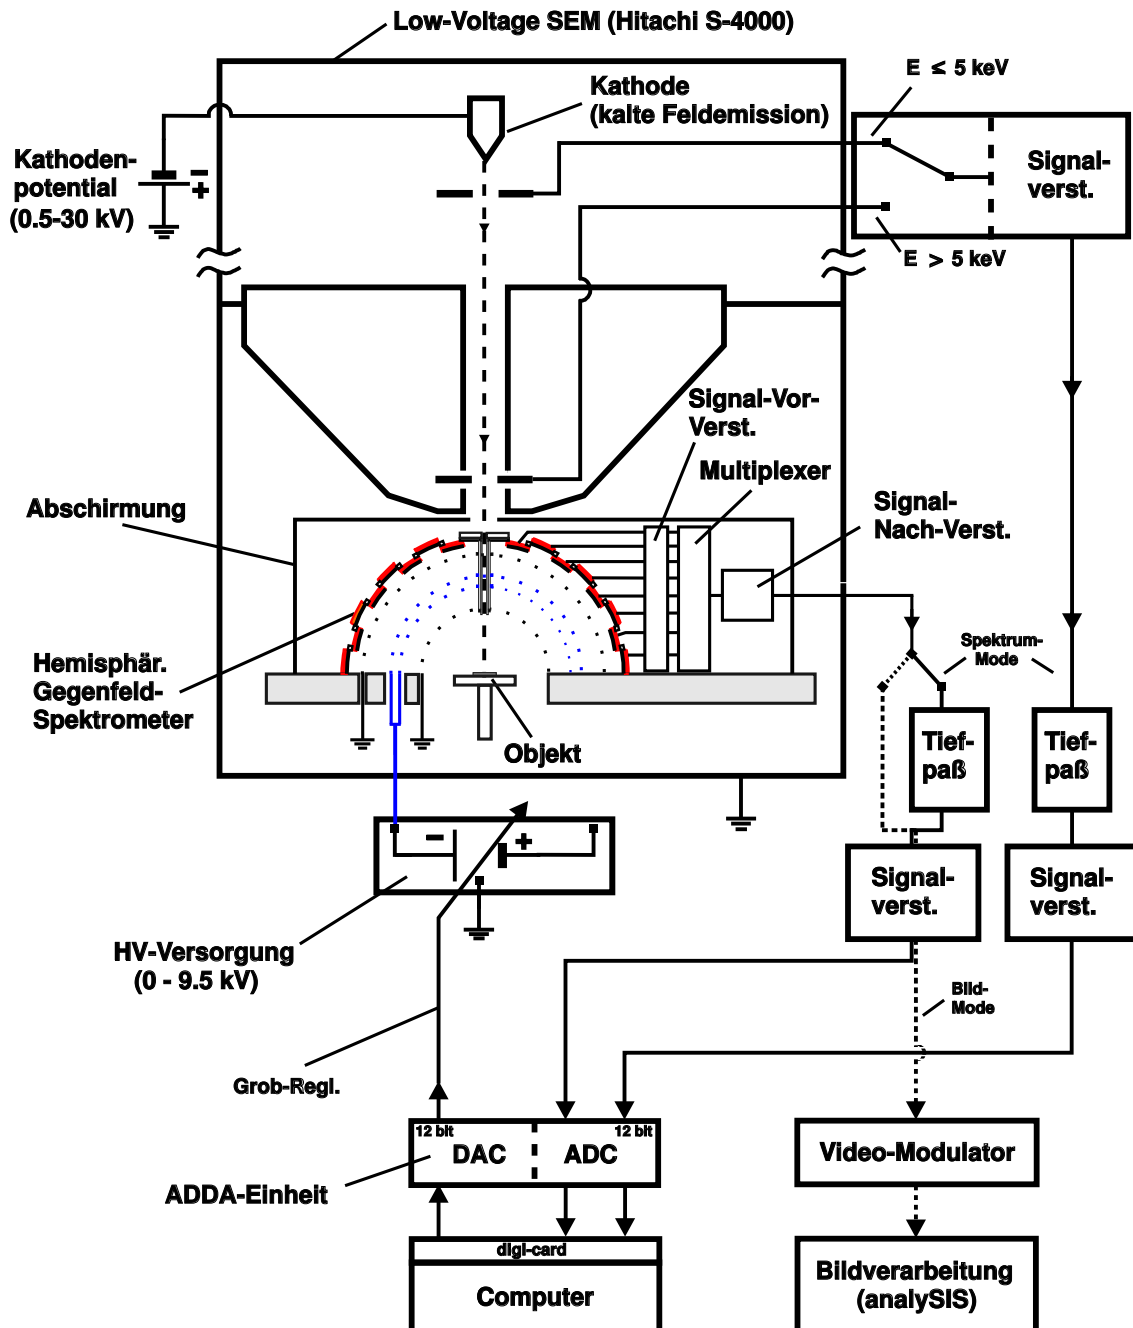 Low-Voltage SEM (Hitachi S-4000)
E ≤ 5 keV
Kathode
(kalte Feldemission)
Kathoden-
potential
(0.5-30 kV)
−
+
Signal-
verst.
E > 5 keV
Signal-Vor-
Verst.
Multiplexer
Signal-
Nach-Verst.
Abschirmung
Hemisphär.
Gegenfeld-
Spektrometer
Spektrum-
Mode
Objekt
Tief-
paß
Tief-
paß
−
+
Signal-
verst.
Signal-
verst.
HV-Versorgung
(0 - 9.5 kV)
Bild-
Mode
Grob-Regl.
12 bit
12 bit
DAC
ADC
Video-Modulator
ADDA-Einheit
digi-card
Computer
Bildverarbeitung
(analySIS)